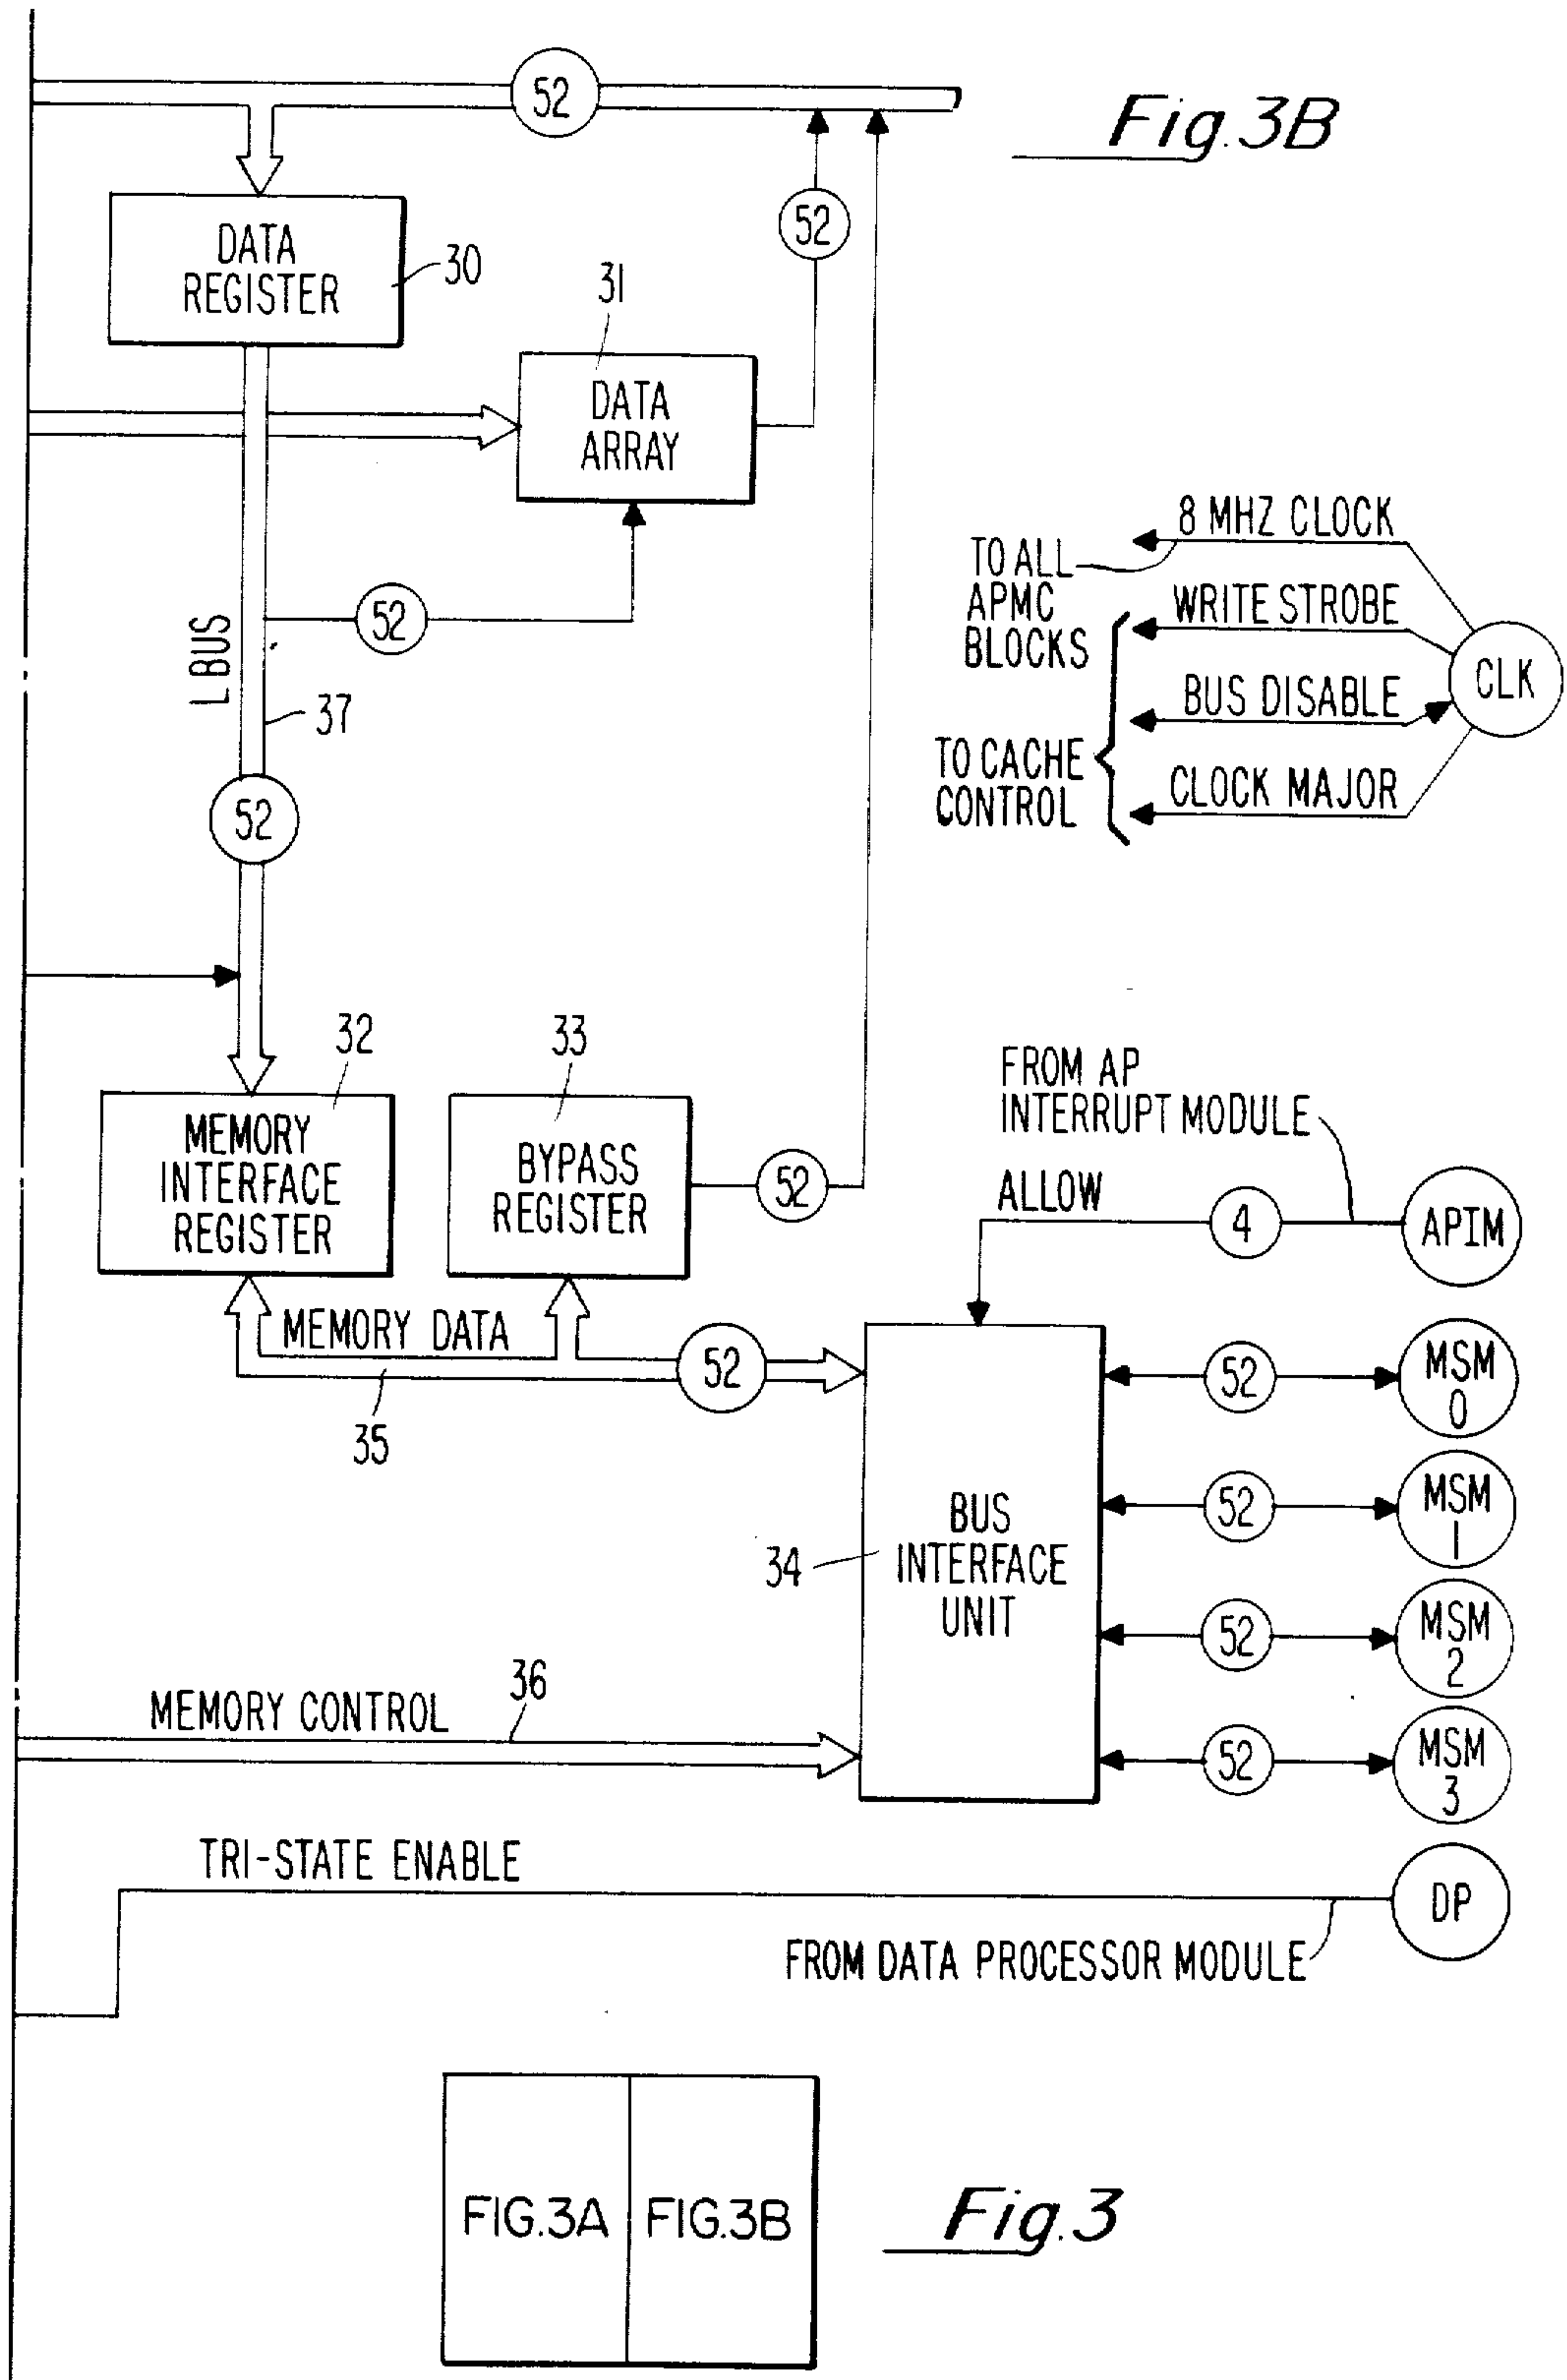 52
Fig. 3B
DATA
REGISTER
30
52
31
DATA
ARRAY
8 MHZ CLOCK
TO ALL
APMC
BLOCKS
WRITE STROBE
CLK
BUS DISABLE
TO CACHE
CONTROL
CLOCK MAJOR
52
L BUS
37
52
32
33
MEMORY
INTERFACE
REGISTER
BYPASS
REGISTER
52
FROM AP
INTERRUPT MODULE
ALLOW
4
APIM
MEMORY DATA
52
35
52
MSM
0
BUS
INTERFACE
UNIT
34
52
MSM
1
52
MSM
2
MEMORY CONTROL
36
52
MSM
3
TRI-STATE ENABLE
DP
FROM DATA PROCESSOR MODULE
FIG. 3A
FIG. 3B
Fig. 3